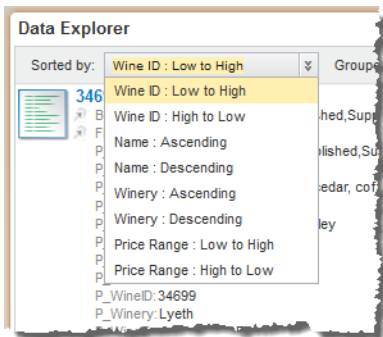 Data Explorer
Sorted by: Wine ID : Low to High
Wine ID : Low to High
Wine ID : High to Low
Name : Ascending
Name : Descending
Winery : Ascending
Winery : Descending
Price Range : Low to High
Price Range : High to Low
P_WineID:34699
P_Winery:Lyeth